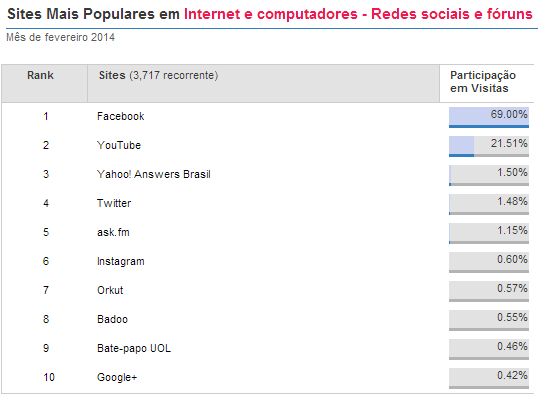 Sites Mais Populares em Internet e computadores - Redes sociais e fóruns
Mês de fevereiro 2014
Rank Sites (3,717 recorrente) Participação em Visitas
1 Facebook 69.00%
2 YouTube 21.51%
3 Yahoo! Answers Brasil 1.50%
4 Twitter 1.48%
5 ask.fm 1.15%
6 Instagram 0.60%
7 Orkut 0.57%
8 Badoo 0.55%
9 Bate-papo UOL 0.46%
10 Google+ 0.42%